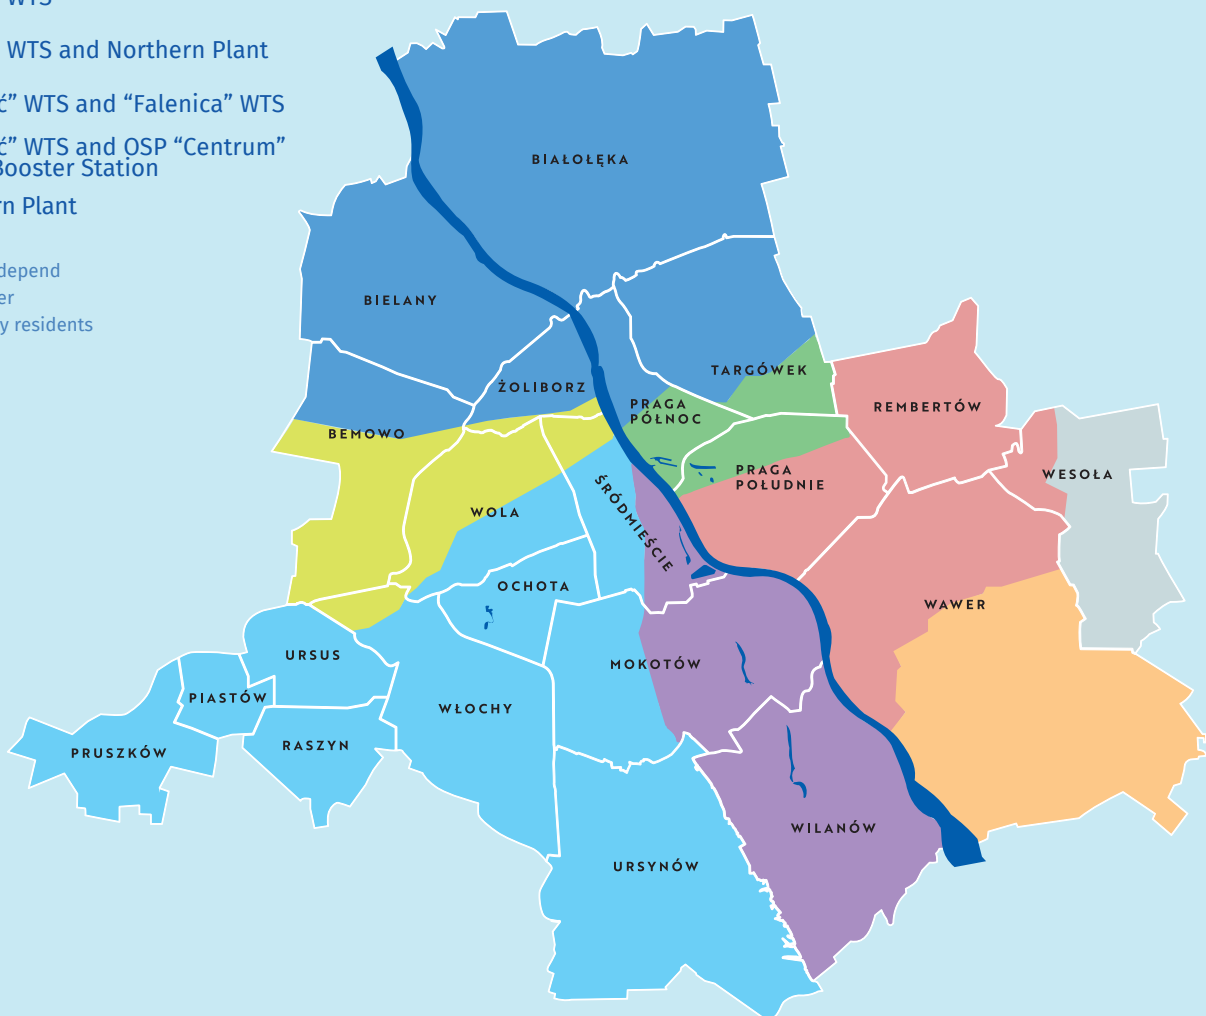 WTS
WTS and Northern Plant
ć” WTS and “Falenica” WTS
ć” WTS and OSP “Centrum”
Booster Station
rn Plant
depend
er
y residents
BIAŁOŁĘKA
BIELANY
TARGÓWEK
ŻOLIBORZ
PRAGA
PÓŁNOC
REMBERTÓW
BEMOWO
PRAGA
POŁUDNIE
WESOŁA
WOLA
ŚRÓDMIEŚCIE
OCHOTA
WAWER
URSUS
MOKOTÓW
PIASTÓW
WŁOCHY
RASZYN
PRUSZKÓW
WILANÓW
URSYNÓW